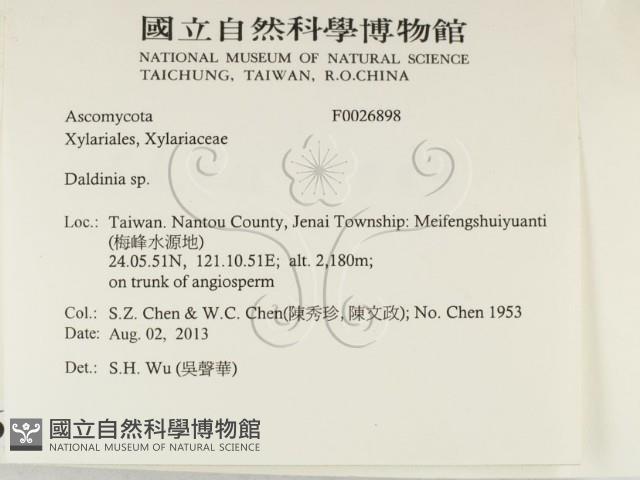 國立自然科學博物館
NATIONAL MUSEUM OF NATURAL SCIENCE
TAICHUNG, TAIWAN, R.O.CHINA
Ascomycota F0026898
Xylariales, Xylariaceae
Daldinia sp.
Loc.: Taiwan. Nantou County, Jenai Township: Meifengshuiyuanti
(梅峰水源地)
24.05.51N, 121.10.51E; alt. 2,180m;
on trunk of angiosperm
Col.: S.Z. Chen & W.C. Chen(陳秀珍, 陳文政); No. Chen 1953
Date: Aug. 02, 2013
Det.: S.H. Wu (吳聲華)
國立自然科學博物館
NATIONAL MUSEUM OF NATURAL SCIENCE